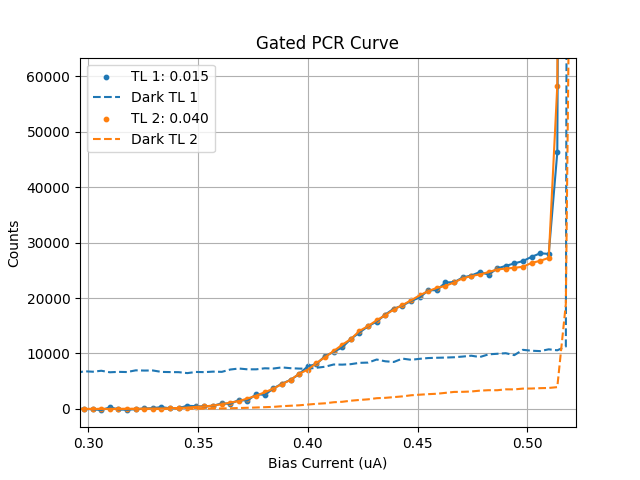 Gated PCR Curve
TL 1: 0.015
Dark TL 1
TL 2: 0.040
Dark TL 2
60000
50000
40000
30000
20000
10000
0
Counts
0.30 0.35 0.40 0.45 0.50
Bias Current (uA)